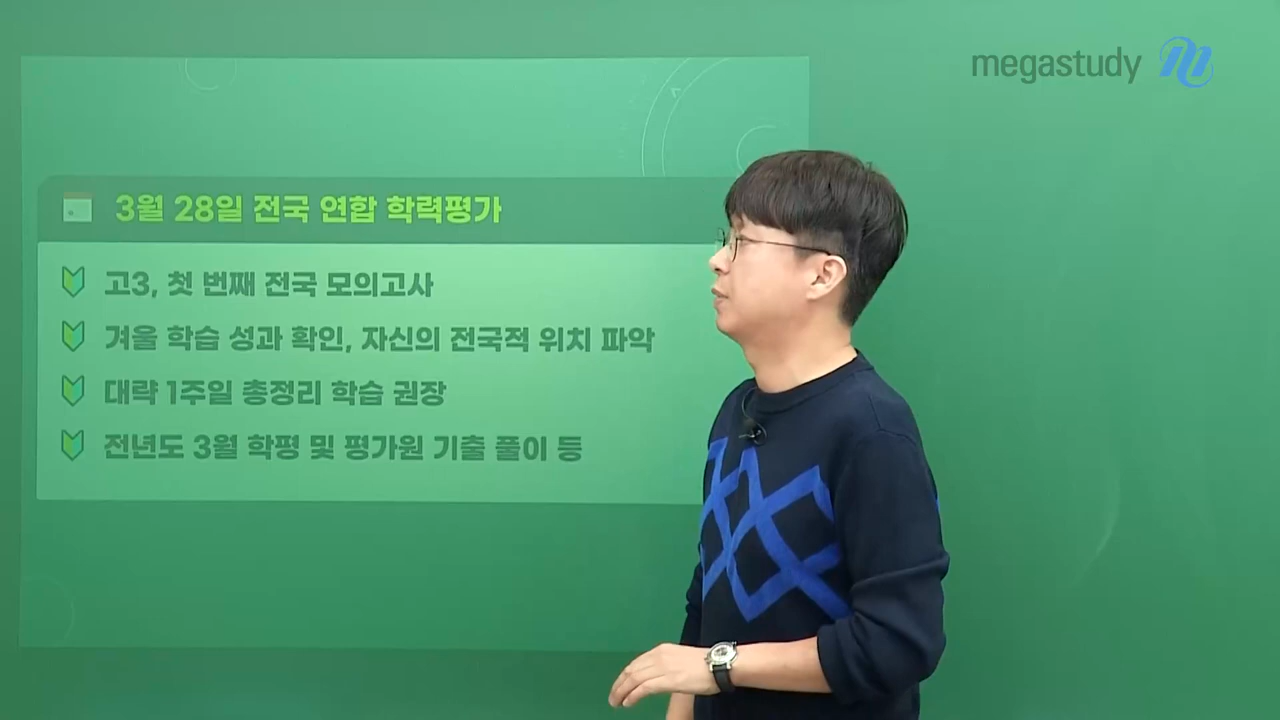 megastudy
3월 28일 전국 연합 학력평가
고3, 첫 번째 전국 모의고사
겨울 학습 성과 확인, 자신의 전국적 위치 파악
대략 1주일 총정리 학습 권장
전년도 3월 학평 및 평가원 기출 풀이 등